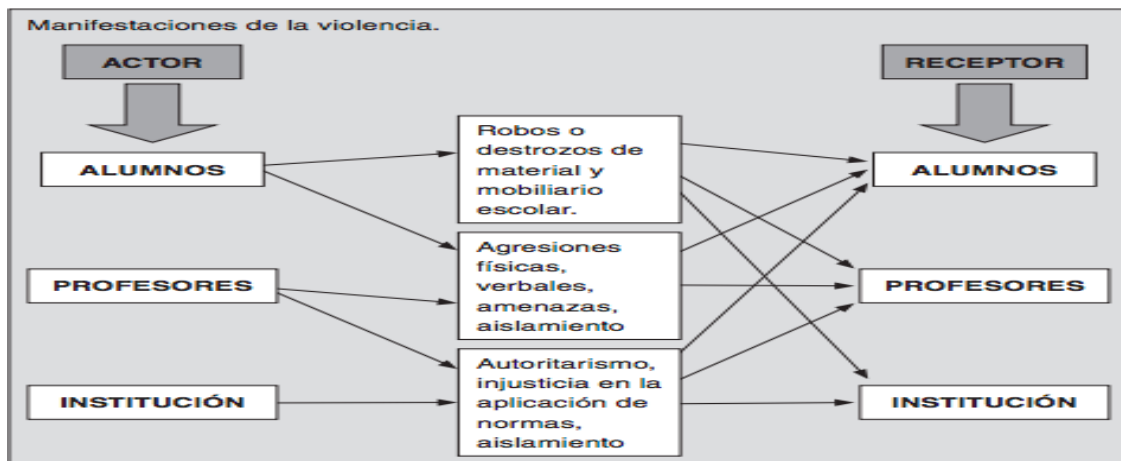 Manifestaciones de la violencia.
ACTOR
RECEPTOR
ALUMNOS
Robos o
destrozos de
material y
mobiliario
escolar.
ALUMNOS
PROFESORES
Agresiones
físicas,
verbales,
amenazas,
aislamiento
PROFESORES
INSTITUCIÓN
Autoritarismo,
injusticia en la
aplicación de
normas,
aislamiento
INSTITUCIÓN